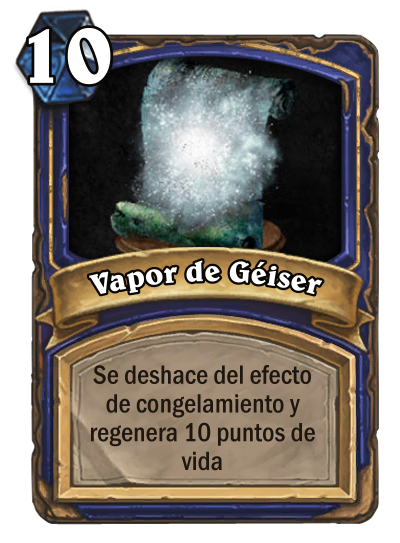 10
Vapor de Géiser
Se deshace del efecto
de congelamiento y
regenera 10 puntos de
vida